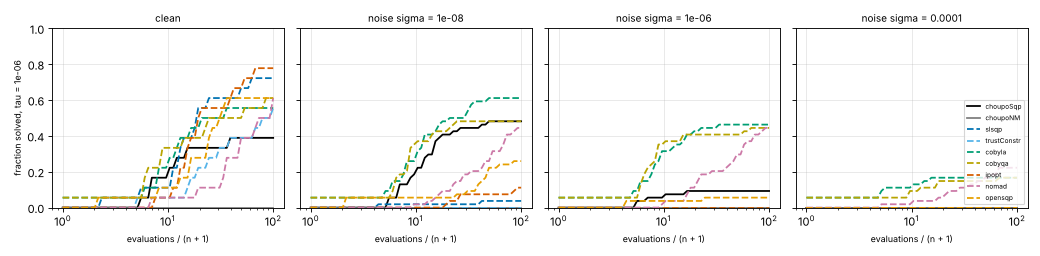 clean
noise sigma = 1e-08
noise sigma = 1e-06
noise sigma = 0.0001
fraction solved, tau = 1e-06
1.0
0.8
0.6
0.4
0.2
0.0
10^0
10^1
10^2
10^0
10^1
10^2
10^0
10^1
10^2
10^0
10^1
10^2
evaluations / (n + 1)
evaluations / (n + 1)
evaluations / (n + 1)
evaluations / (n + 1)
choupoSqp
choupoNM
slsqp
trustConstr
cobyla
cobyqa
ipopt
nomad
opensqp